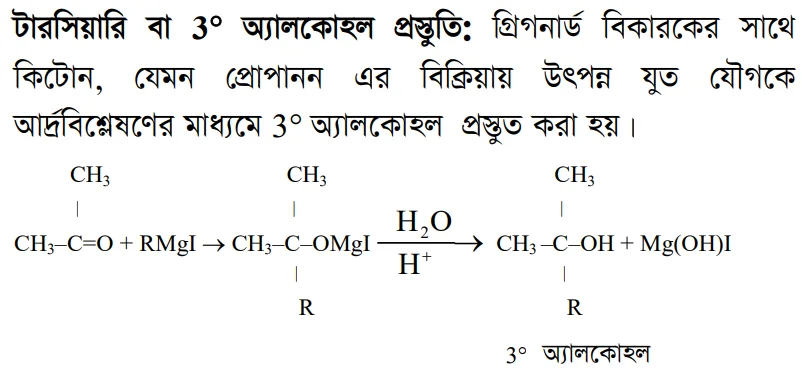 টারসিয়ারি বা 3° অ্যালকোহল প্রস্তুতি: গ্রিগনার্ড বিকারকের সাথে
কিটোন, যেমন প্রোপানন এর বিক্রিয়ায় উৎপন্ন যুত যৌগকে
আর্দ্রবিশ্লেষণের মাধ্যমে 3° অ্যালকোহল প্রস্তুত করা হয়।
CH₃ CH₃ CH₃
| | |
CH₃–C=O + RMgI → CH₃–C–OMgI H₂O/H⁺ → CH₃–C–OH + Mg(OH)I
| |
R R
3° অ্যালকোহল